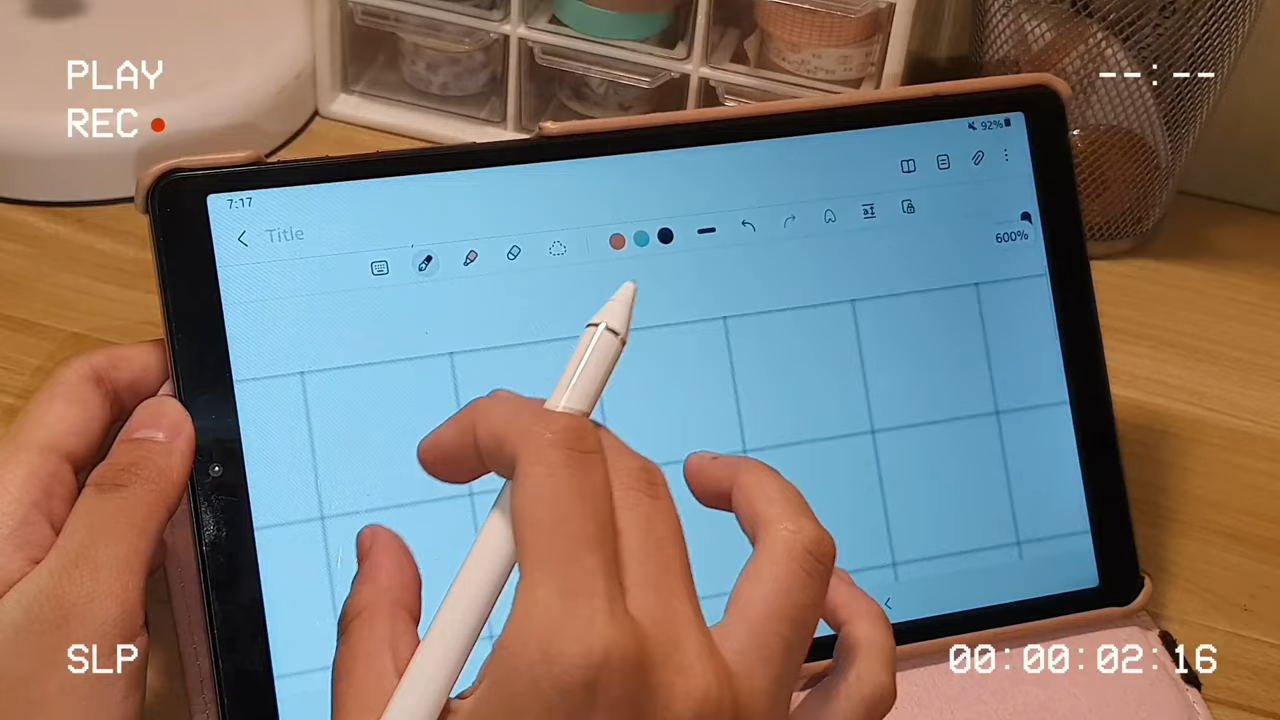 PLAY
--:--
REC
92%
7:17
Title
600%
SLP
00:00:02:16